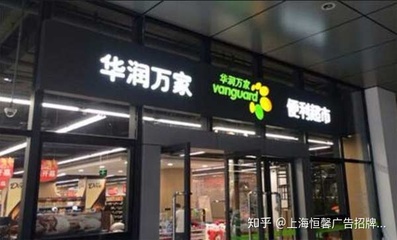 华润万家
华润万家
vanguard
便利超市
知乎 @上海恒馨广告招牌...